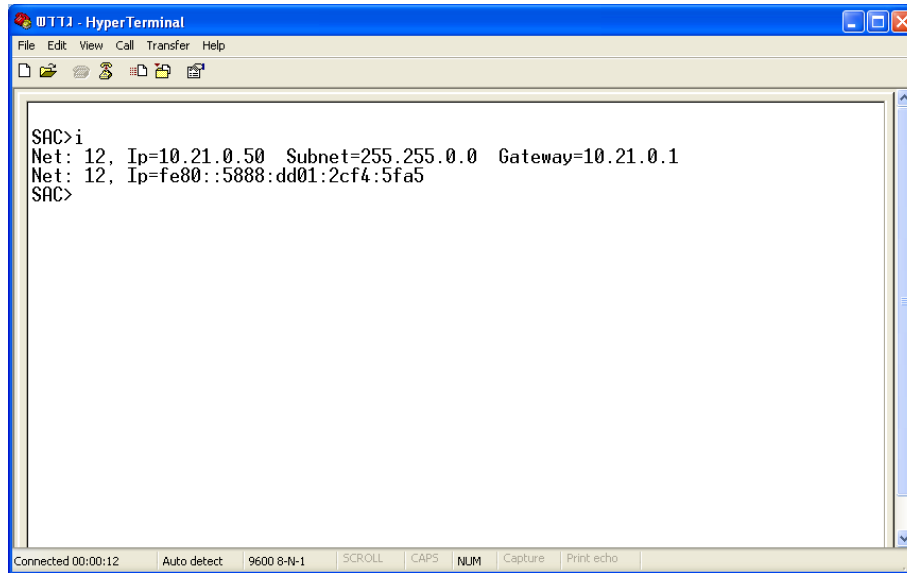 - HyperTerminal
File Edit View Call Transfer Help
SAC>i
Net: 12, Ip=10.21.0.50 Subnet=255.255.0.0 Gateway=10.21.0.1
Net: 12, Ip=fe80::5888:dd01:2cf4:5fa5
SAC>
Connected 00:00:12 Auto detect 9600 8-N-1 SCROLL CAPS NUM Capture Print echo